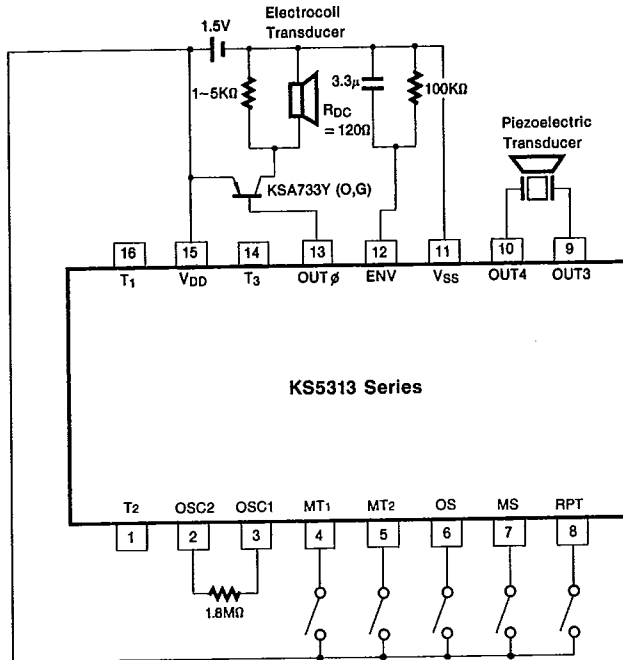 Electrocoil
Transducer
1.5V
1~5KΩ
RDC
= 120Ω
3.3µ
100KΩ
Piezoelectric
Transducer
KSA733Y (O,G)
16 15 14 13 12 11 10 9
T1 VDD T3 OUTø ENV VSS OUT4 OUT3
KS5313 Series
T2 OSC2 OSC1 MT1 MT2 OS MS RPT
1 2 3 4 5 6 7 8
1.8MΩ